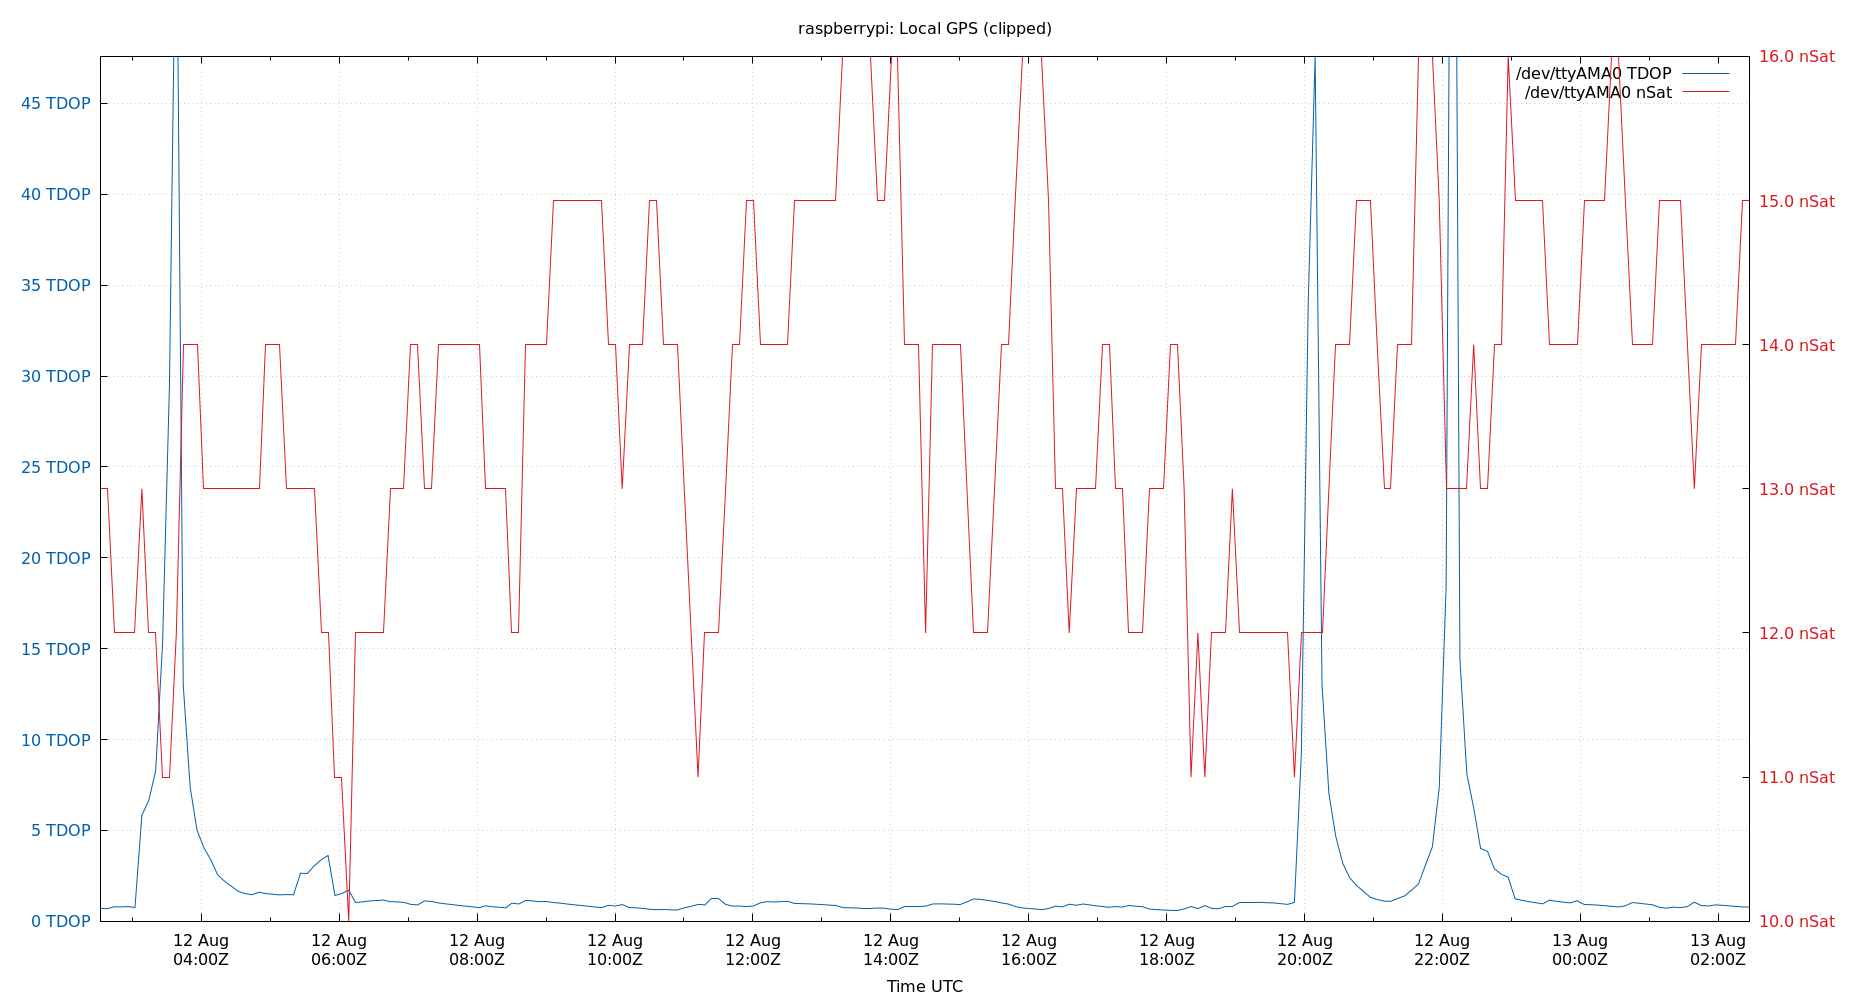 raspberrypi: Local GPS (clipped)
/dev/ttyAMA0 TDOP
/dev/ttyAMA0 nSat
45 TDOP
40 TDOP
35 TDOP
30 TDOP
25 TDOP
20 TDOP
15 TDOP
10 TDOP
5 TDOP
0 TDOP
16.0 nSat
15.0 nSat
14.0 nSat
13.0 nSat
12.0 nSat
11.0 nSat
10.0 nSat
12 Aug 04:00Z
12 Aug 06:00Z
12 Aug 08:00Z
12 Aug 10:00Z
12 Aug 12:00Z
12 Aug 14:00Z
12 Aug 16:00Z
12 Aug 18:00Z
12 Aug 20:00Z
12 Aug 22:00Z
13 Aug 00:00Z
13 Aug 02:00Z
Time UTC